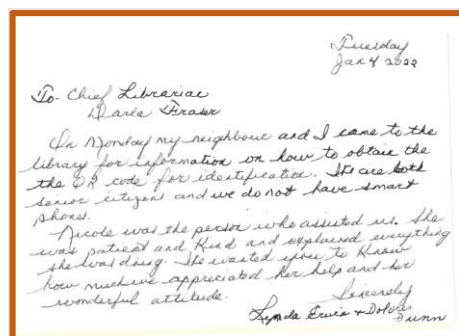 Tuesday
Jan 4 2022
To- Chief Librariac
Darla Fraser
On Monday my neighbour and I came to the
library for information on how to obtain the
the QR code for identification. We are both
senior citizens and we do not have smart
phones.
Nicole was the person who assisted us. She
was patient and kind and explained everything
she was doing. We wanted you to know
how much we appreciated her help and her
wonderful attitude.
Sincerely
Lynda Erwin + Dolores
Dunn